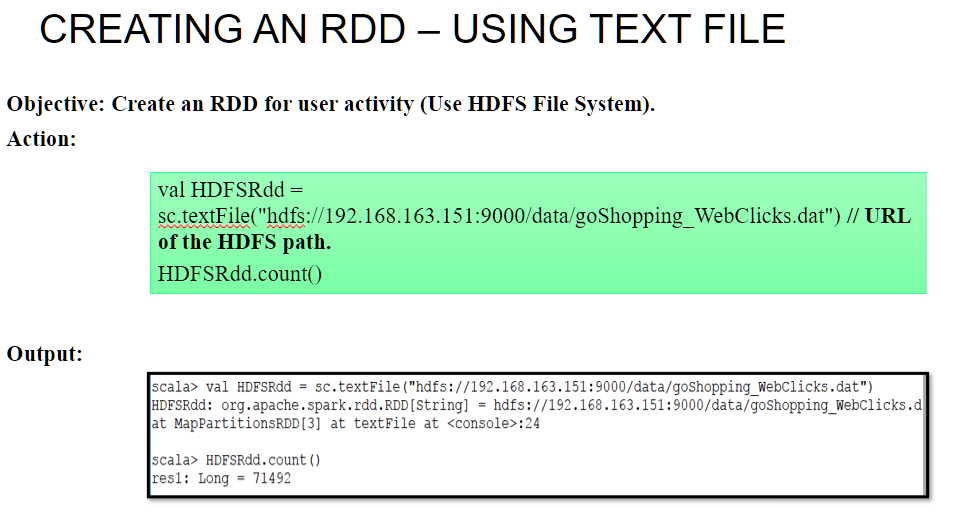 CREATING AN RDD – USING TEXT FILE
Objective: Create an RDD for user activity (Use HDFS File System).
Action:
val HDFSRdd =
sc.textFile("hdfs://192.168.163.151:9000/data/goShopping_WebClicks.dat") // URL
of the HDFS path.
HDFSRdd.count()
Output:
scala> val HDFSRdd = sc.textFile("hdfs://192.168.163.151:9000/data/goShopping_WebClicks.dat")
HDFSRdd: org.apache.spark.rdd.RDD[String] = hdfs://192.168.163.151:9000/data/goShopping_WebClicks.d
at MapPartitionsRDD[3] at textFile at <console>:24
scala> HDFSRdd.count()
res1: Long = 71492